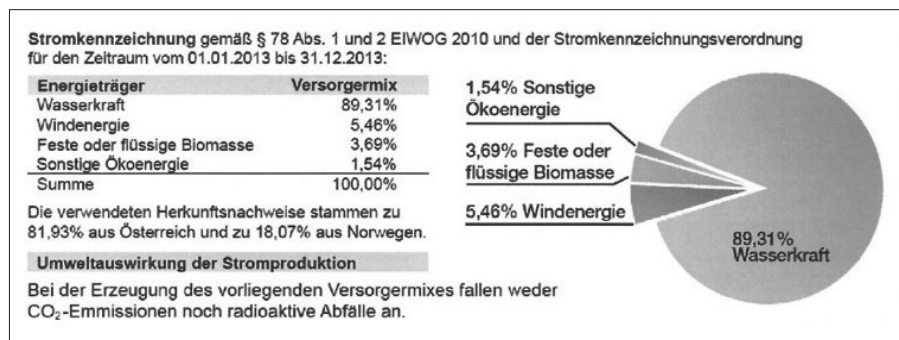 Stromkennzeichnung gemäß § 78 Abs. 1 und 2 ElWOG 2010 und der Stromkennzeichnungsverordnung
für den Zeitraum vom 01.01.2013 bis 31.12.2013:
Energieträger Versorgermix
Wasserkraft 89,31%
Windenergie 5,46%
Feste oder flüssige Biomasse 3,69%
Sonstige Ökoenergie 1,54%
Summe 100,00%
Die verwendeten Herkunftsnachweise stammen zu
81,93% aus Österreich und zu 18,07% aus Norwegen.
Umweltauswirkung der Stromproduktion
Bei der Erzeugung des vorliegenden Versorgermixes fallen weder
CO₂-Emmissionen noch radioaktive Abfälle an.
1,54% Sonstige
Ökoenergie
3,69% Feste oder
flüssige Biomasse
5,46% Windenergie
89,31%
Wasserkraft